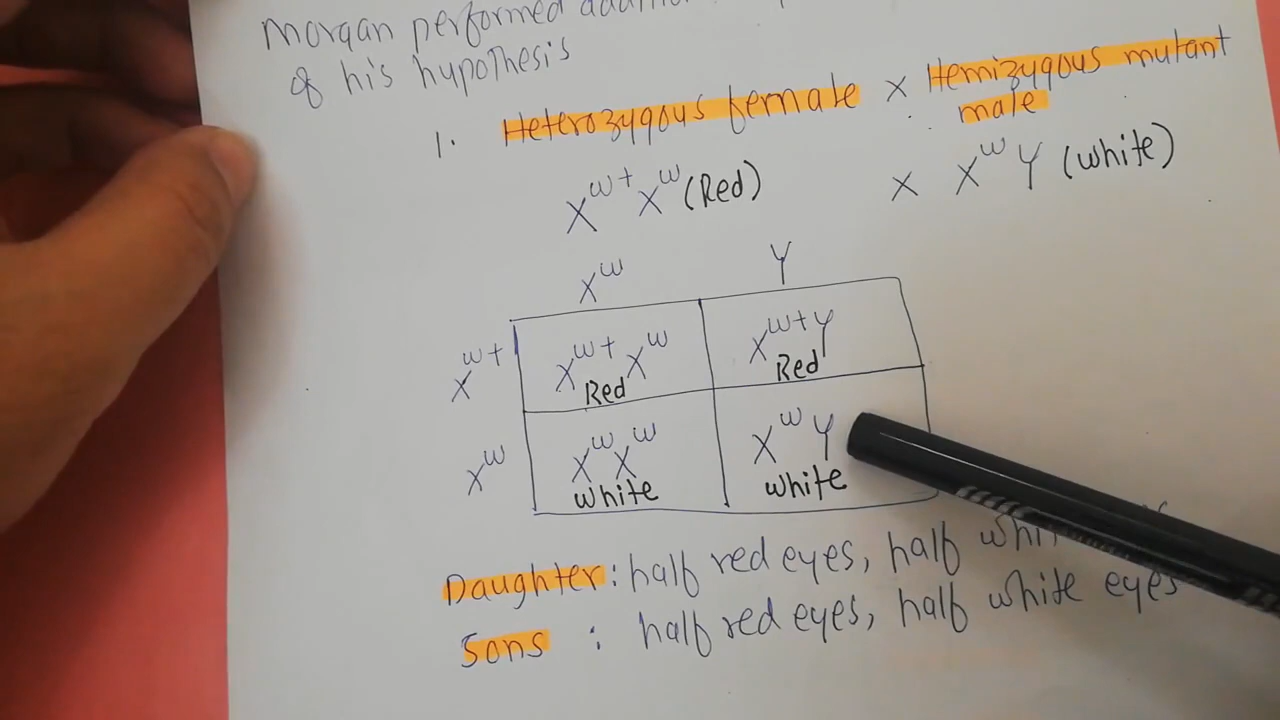 Morgan performed
of his hypothesis
1. Heterozygous female × Hemizygous mutant
male
X^w+ X^w (Red) × X^w Y (white)
X^w Y
X^w+ X^w+ X^w X^w+ Y
Red Red
X^w X^w X^w X^w Y
white white
Daughter: half red eyes, half
Sons : half red eyes, half white eyes